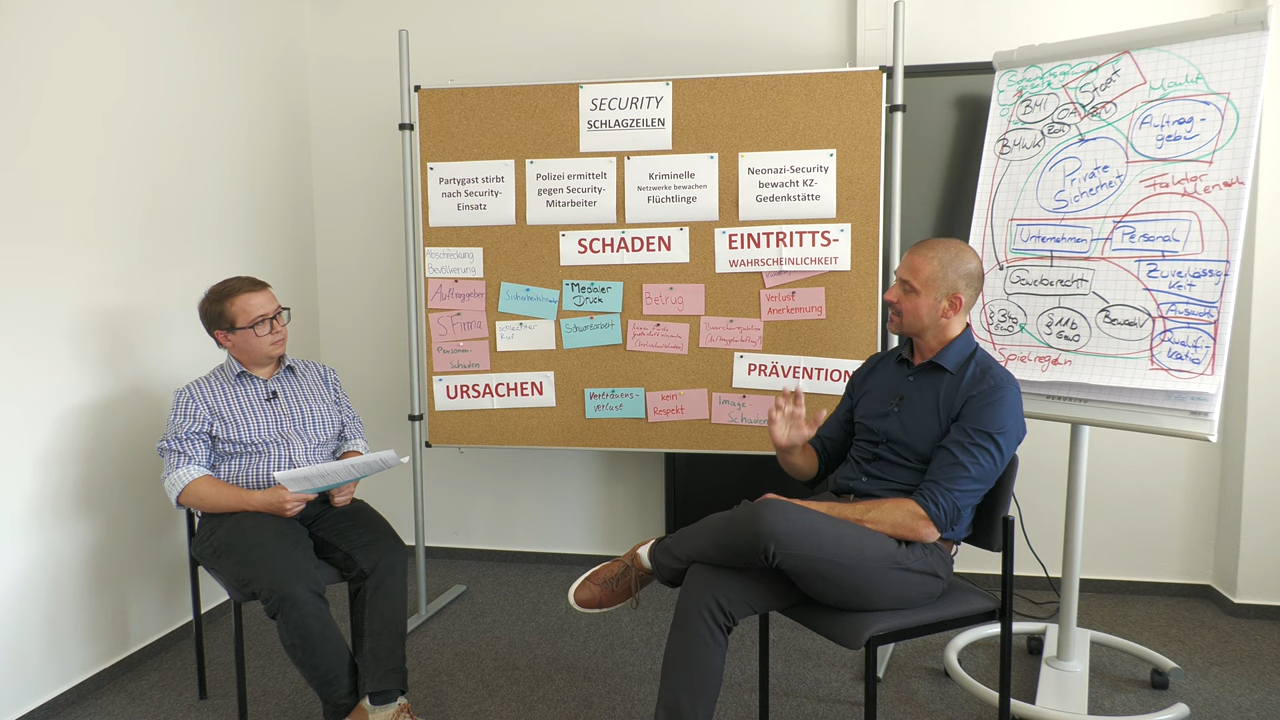 SECURITY
SCHLAGZEILEN
Partygast stirbt
nach Security-
Einsatz
Polizei ermittelt
gegen Security-
Mitarbeiter
Kriminelle
Netzwerke bewachen
Flüchtlinge
Neonazi-Security
bewacht KZ-
Gedenkstätte
SCHADEN
EINTRITTS-
WAHRSCHEINLICHKEIT
Abschreckung
Bevölkerung
Auftraggeber
S Firma
Personen-
Schaden
schlechter
Ruf
Medialer
Druck
Schwarzarbeit
Betrug
Verlust
Anerkennung
URSACHEN
PRÄVENTION
Vertrauens-
verlust
kein
Respekt
Image-
Schaden
BMI
BMWK
Staat
Markt
Auftrag-
geber
Private
Sicherheit
Faktor
Mensch
Unternehmen
Personal
Gewerberecht
Zuverlässig
keit
§ 34a
GewO
§ 11b
GewO
BewachV
Qualifi-
kation
Spielregeln